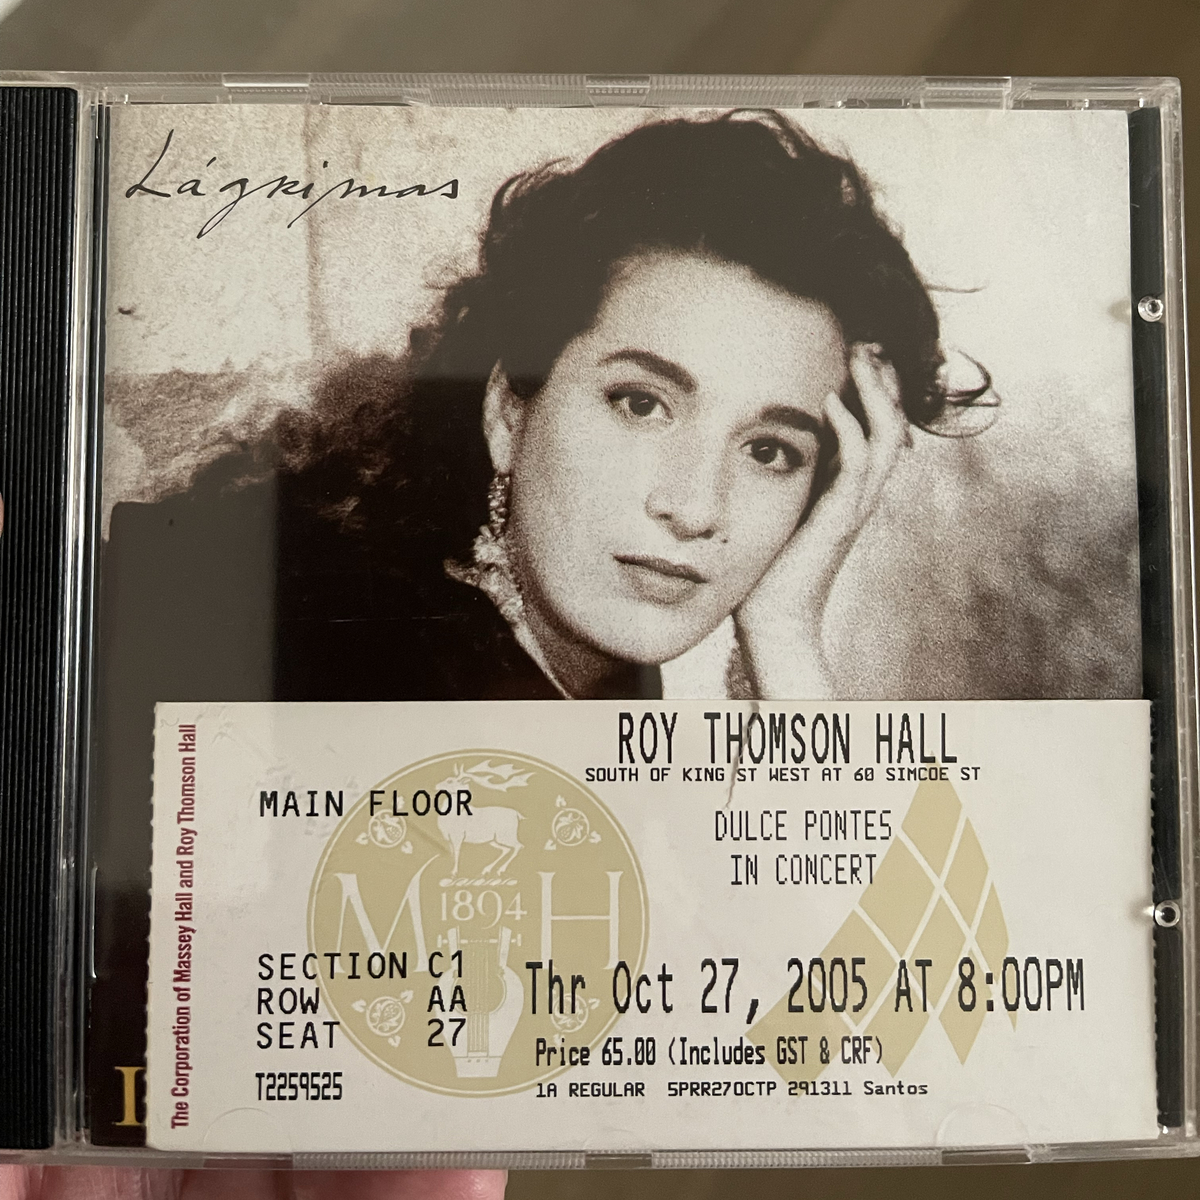 Lágrimas
The Corporation of Massey Hall and Roy Thomson Hall
ROY THOMSON HALL
SOUTH OF KING ST WEST AT 60 SIMCOE ST
MAIN FLOOR
DULCE PONTES
IN CONCERT
M 1894 H
SECTION C1
ROW AA
SEAT 27
Thr Oct 27, 2005 AT 8:00PM
Price 65.00 (Includes GST & CRF)
T2259525
1A REGULAR 5PRR27OCTP 291311 Santos